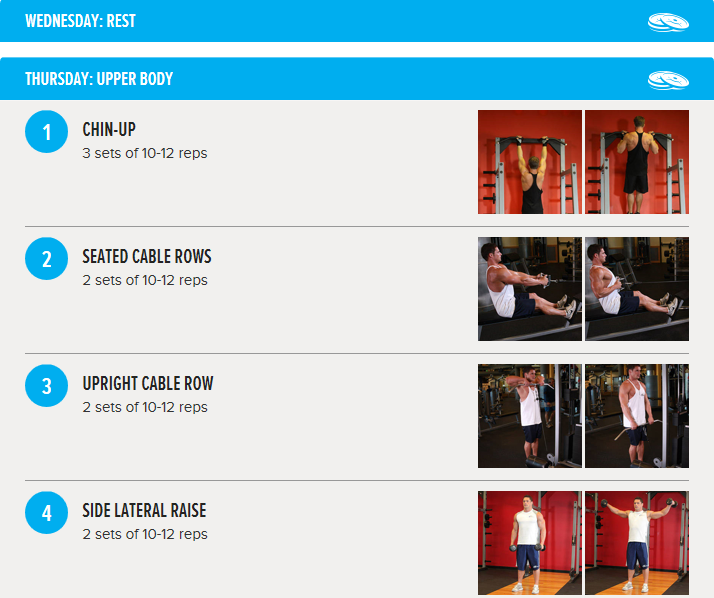 WEDNESDAY: REST
THURSDAY: UPPER BODY
1
CHIN-UP
3 sets of 10-12 reps
2
SEATED CABLE ROWS
2 sets of 10-12 reps
3
UPRIGHT CABLE ROW
2 sets of 10-12 reps
4
SIDE LATERAL RAISE
2 sets of 10-12 reps